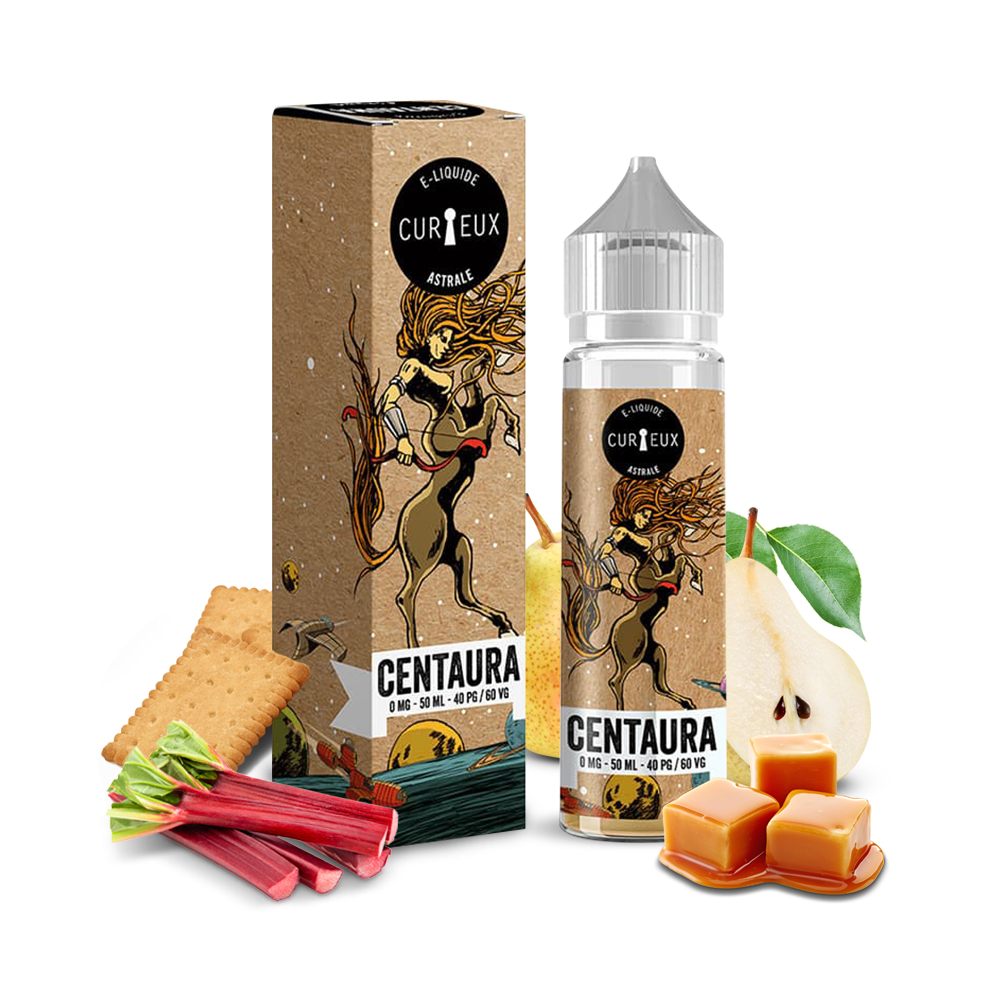 E-LIQUIDE
CURIEUX
ASTRALE
CENTAURA
0 MG - 50 ML - 40 PG / 60 VG
E-LIQUIDE
CURIEUX
ASTRALE
CENTAURA
0 MG - 50 ML - 40 PG / 60 VG